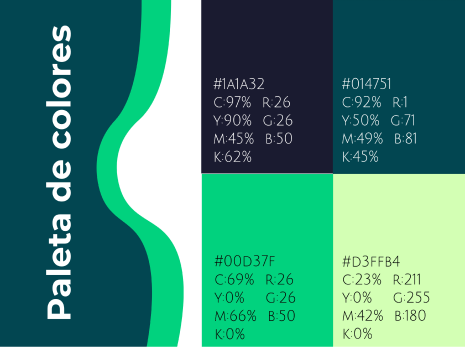 Paleta de colores
#1A1A32
C:97% R:26
Y:90% G:26
M:45% B:50
K:62%
#014751
C:92% R:1
Y:50% G:71
M:49% B:81
K:45%
#00D37F
C:69% R:26
Y:0% G:26
M:66% B:50
K:0%
#D3FFB4
C:23% R:211
Y:0% G:255
M:42% B:180
K:0%